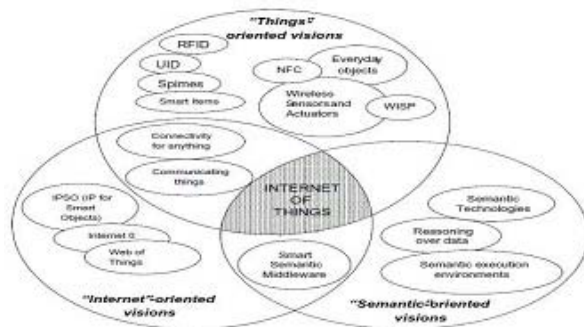 "Things"-
oriented visions
RFID
UID
Spimes
Smart Items
NFC
Everyday
objects
Wireless
Sensors and
Actuators
WISP
Connectivity
for anything
Communicating
things
INTERNET
OF
THINGS
IPSO (IP for
Smart
Objects)
Internet 0
Web of
Things
Smart
Semantic
Middleware
Semantic
Technologies
Reasoning
over data
Semantic execution
environments
"Internet"-oriented
visions
"Semantic-oriented
visions